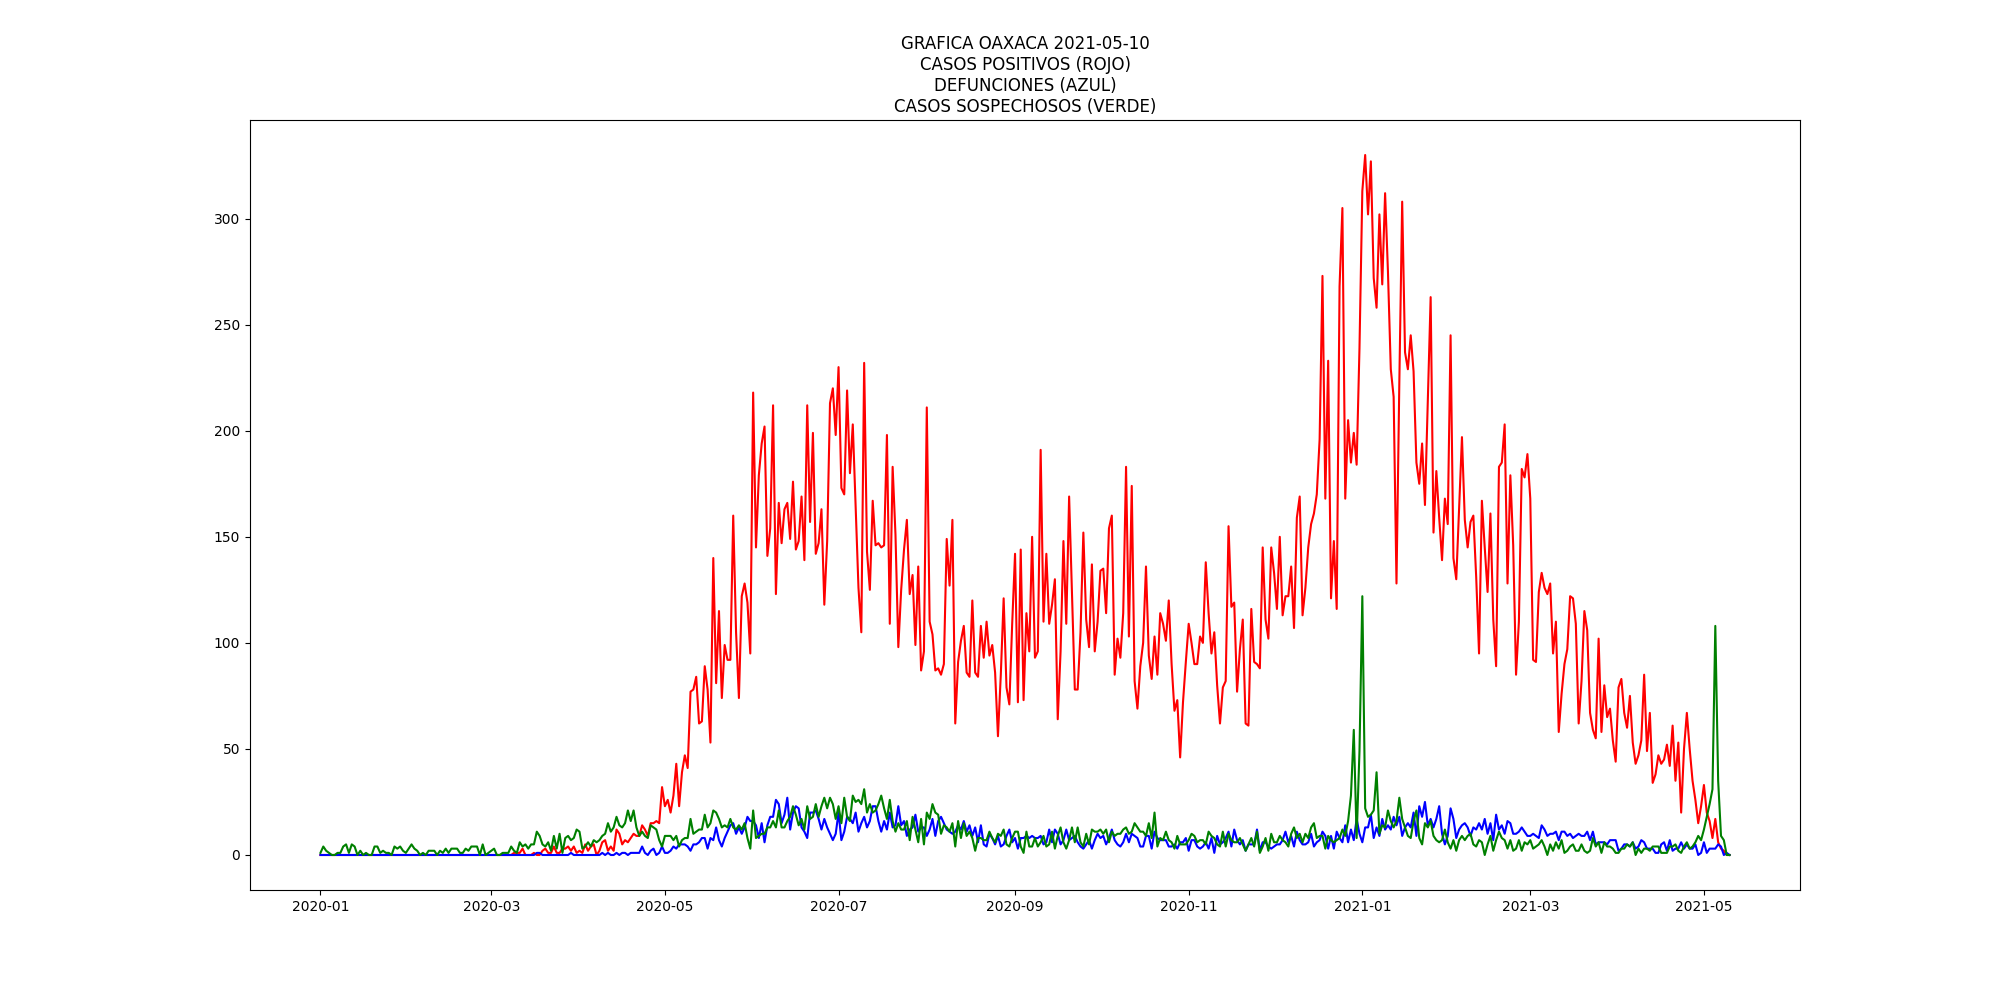 GRAFICA OAXACA 2021-05-10
CASOS POSITIVOS (ROJO)
DEFUNCIONES (AZUL)
CASOS SOSPECHOSOS (VERDE)
300
250
200
150
100
50
0
2020-01 2020-03 2020-05 2020-07 2020-09 2020-11 2021-01 2021-03 2021-05